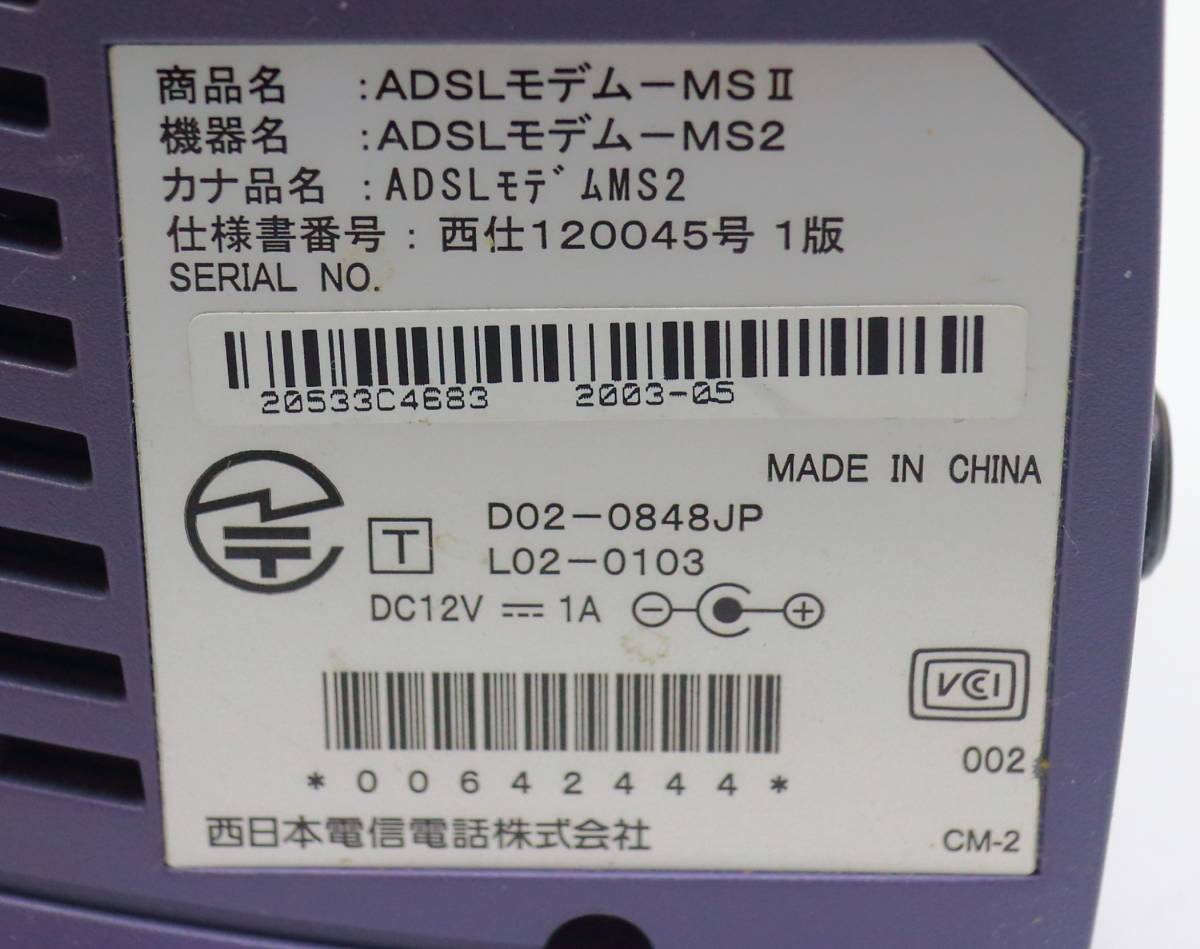 商品名 :ADSLモデムーMSⅡ
機器名 :ADSLモデムーMS2
カナ品名 :ADSLﾓﾃﾞﾑMS2
仕様書番号 : 西仕120045号 1版
SERIAL NO.
20533C4683 2003-05
MADE IN CHINA
D02-0848JP
T
L02-0103
DC12V ⎓ 1A
VCCI
002
*00642444*
西日本電信電話株式会社
CM-2